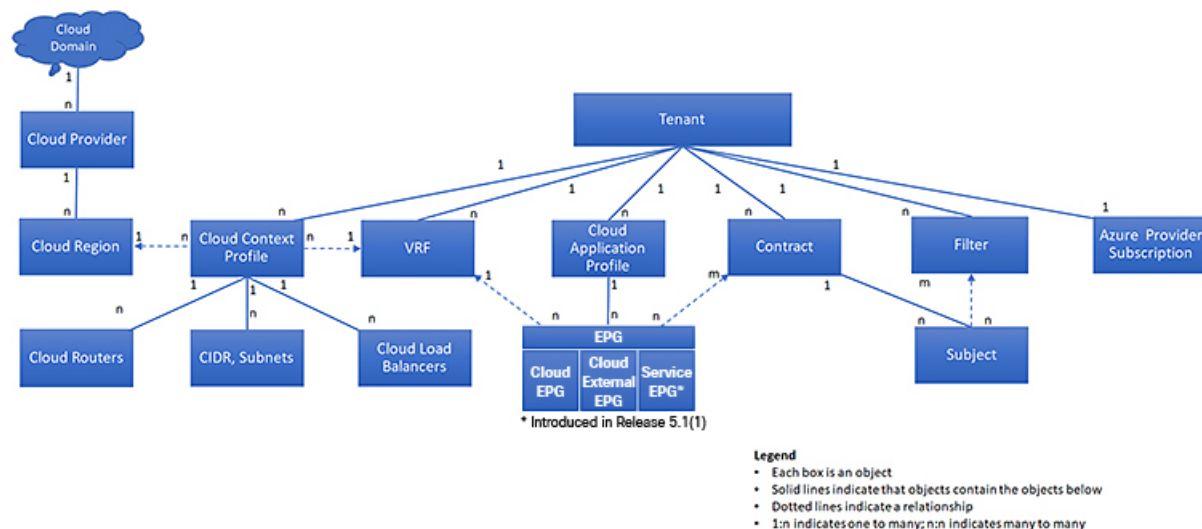 Cloud
Domain
1
n
Cloud Provider
Tenant
1
n
1 1 1 1 1 1
n n n n n 1
Cloud Region
1 n
Cloud Context
Profile
n 1
VRF
Cloud
Application
Profile
Contract
Filter
Azure Provider
Subscription
1 1 1
1
1
m
1
m
n n n
n n n
n n
Cloud Routers
CIDR, Subnets
Cloud Load
Balancers
EPG
Cloud
EPG
Cloud
External
EPG
Service
EPG*
Subject
* Introduced in Release 5.1(1)
Legend
• Each box is an object
• Solid lines indicate that objects contain the objects below
• Dotted lines indicate a relationship
• 1:n indicates one to many; n:n indicates many to many